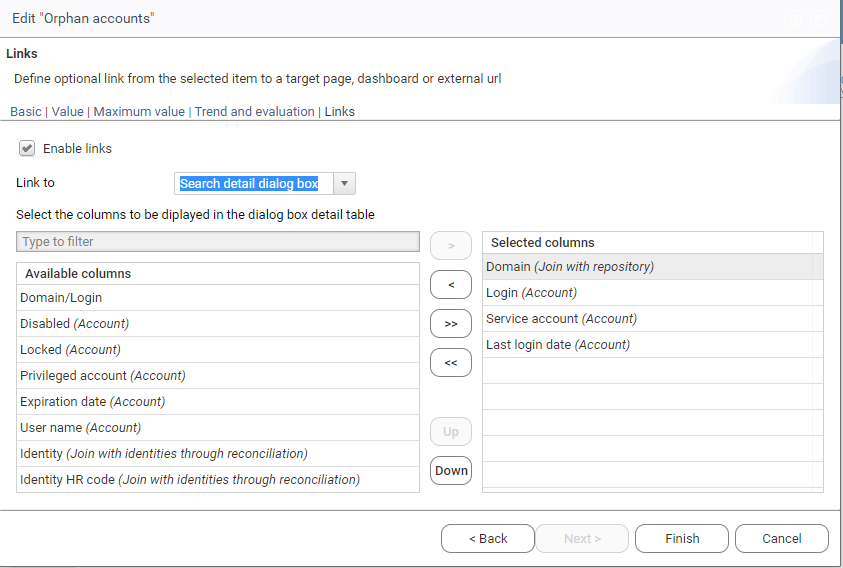 Edit "Orphan accounts"
Links
Define optional link from the selected item to a target page, dashboard or external url
Basic | Value | Maximum value | Trend and evaluation | Links
Enable links
Link to
Search detail dialog box
Select the columns to be diplayed in the dialog box detail table
Type to filter
Available columns
Domain/Login
Disabled (Account)
Locked (Account)
Privileged account (Account)
Expiration date (Account)
User name (Account)
Identity (Join with identities through reconciliation)
Identity HR code (Join with identities through reconciliation)
>
<
>>
<<
Up
Down
Selected columns
Domain (Join with repository)
Login (Account)
Service account (Account)
Last login date (Account)
< Back
Next >
Finish
Cancel